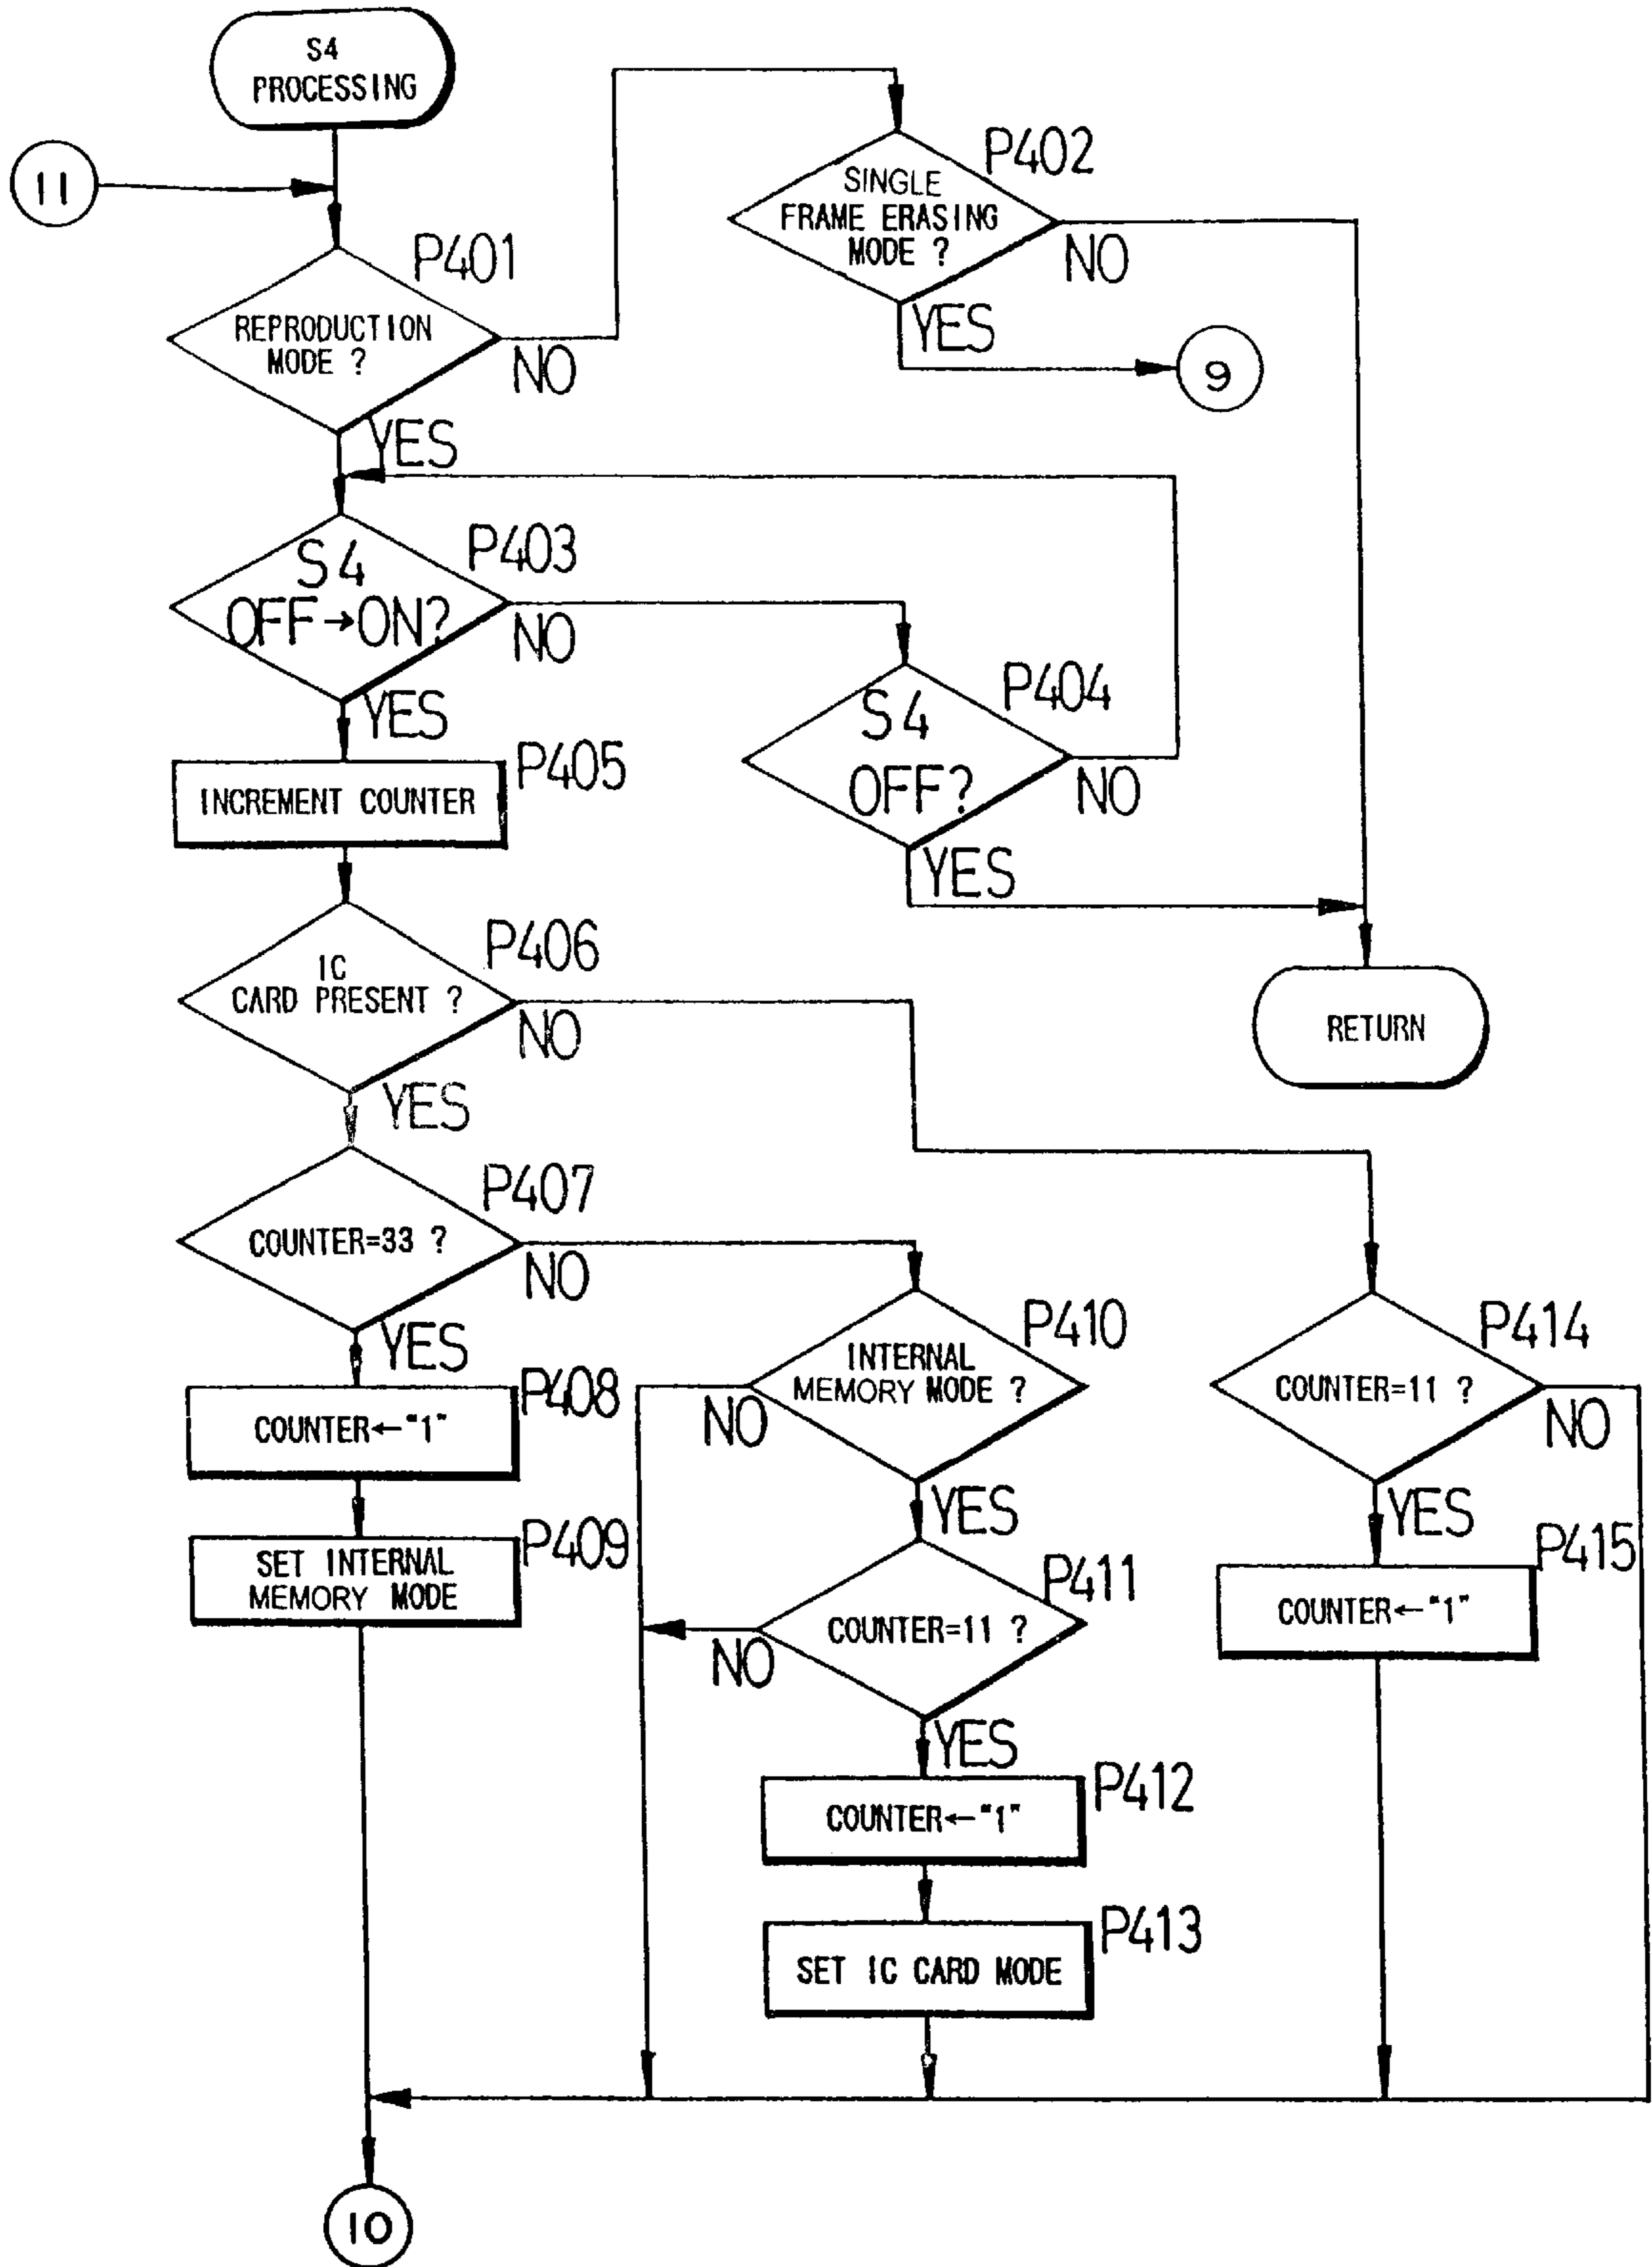 S4
PROCESSING
11
P401
REPRODUCTION
MODE ?
NO
YES
P402
SINGLE
FRAME ERASING
MODE ?
NO
YES
9
P403
S4
OFF→ON?
NO
YES
P404
S4
OFF?
NO
YES
P405
INCREMENT COUNTER
P406
IC
CARD PRESENT ?
NO
YES
RETURN
P407
COUNTER=33 ?
NO
YES
P408
COUNTER←"1"
P409
SET INTERNAL
MEMORY MODE
P410
INTERNAL
MEMORY MODE ?
NO
YES
P411
COUNTER=11 ?
NO
YES
P412
COUNTER←"1"
P413
SET IC CARD MODE
P414
COUNTER=11 ?
NO
YES
P415
COUNTER←"1"
10